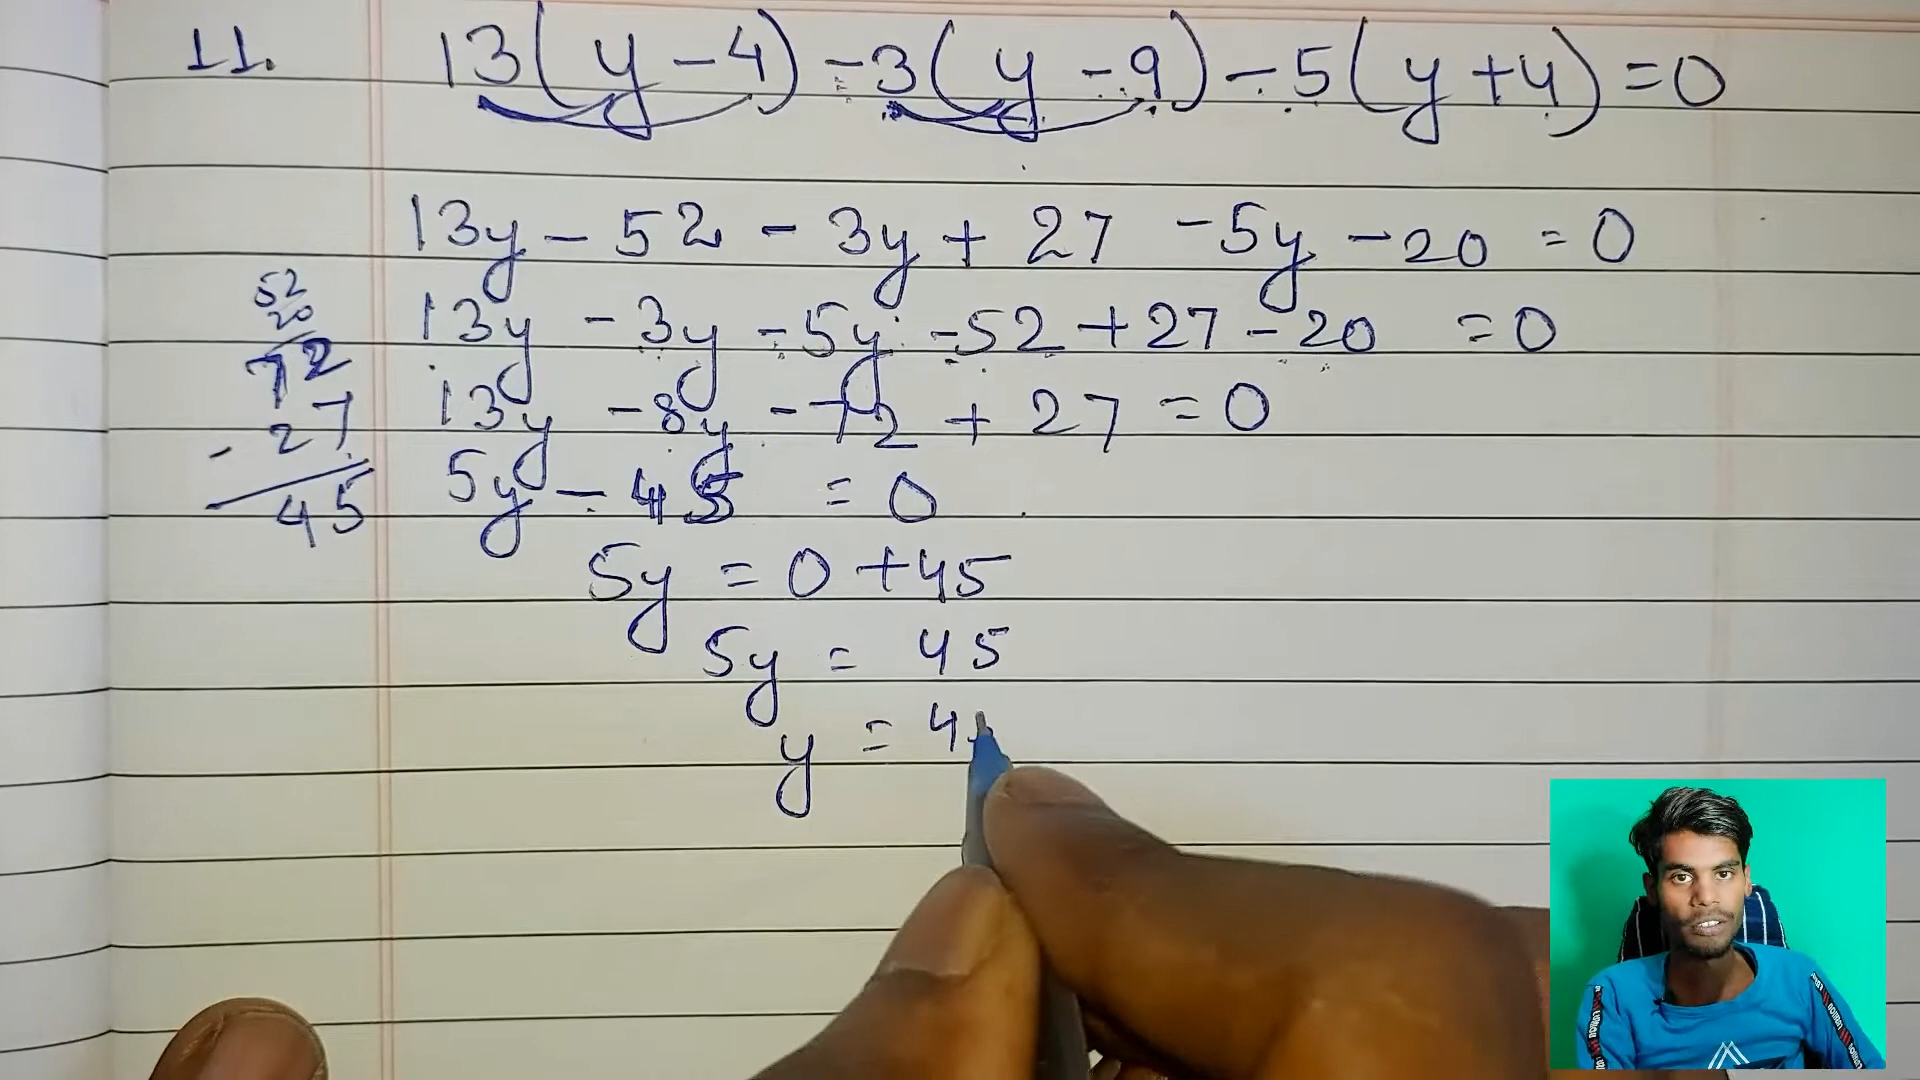 11. 13(y-4)-3(y-9)-5(y+4)=0
13y-52-3y+27-5y-20=0
13y-3y-5y-52+27-20=0
13y-8y-72+27=0
5y-45=0
5y=0+45
5y=45
y=4
52
20
72
-27
45